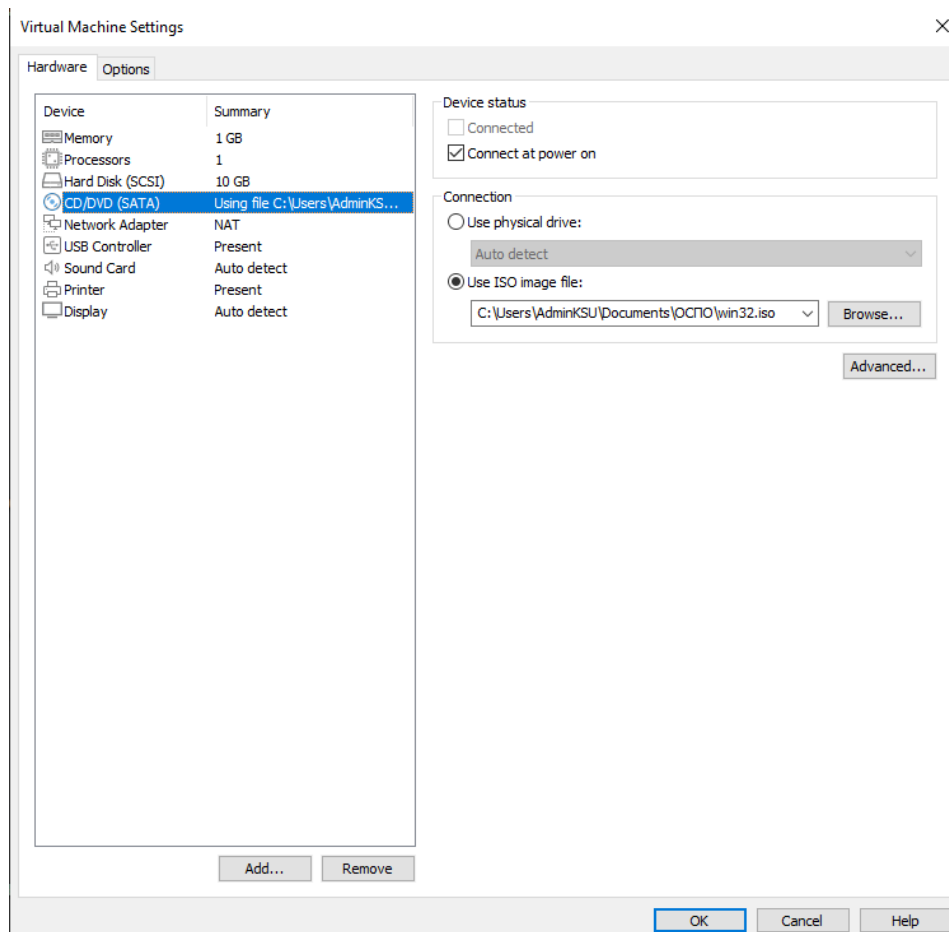 Virtual Machine Settings
Hardware
Options
Device Summary
Memory 1 GB
Processors 1
Hard Disk (SCSI) 10 GB
CD/DVD (SATA) Using file C:\Users\AdminKS...
Network Adapter NAT
USB Controller Present
Sound Card Auto detect
Printer Present
Display Auto detect
Add...
Remove
Device status
Connected
Connect at power on
Connection
Use physical drive:
Auto detect
Use ISO image file:
C:\Users\AdminKSU\Documents\ОСПО\win32.iso
Browse...
Advanced...
OK
Cancel
Help